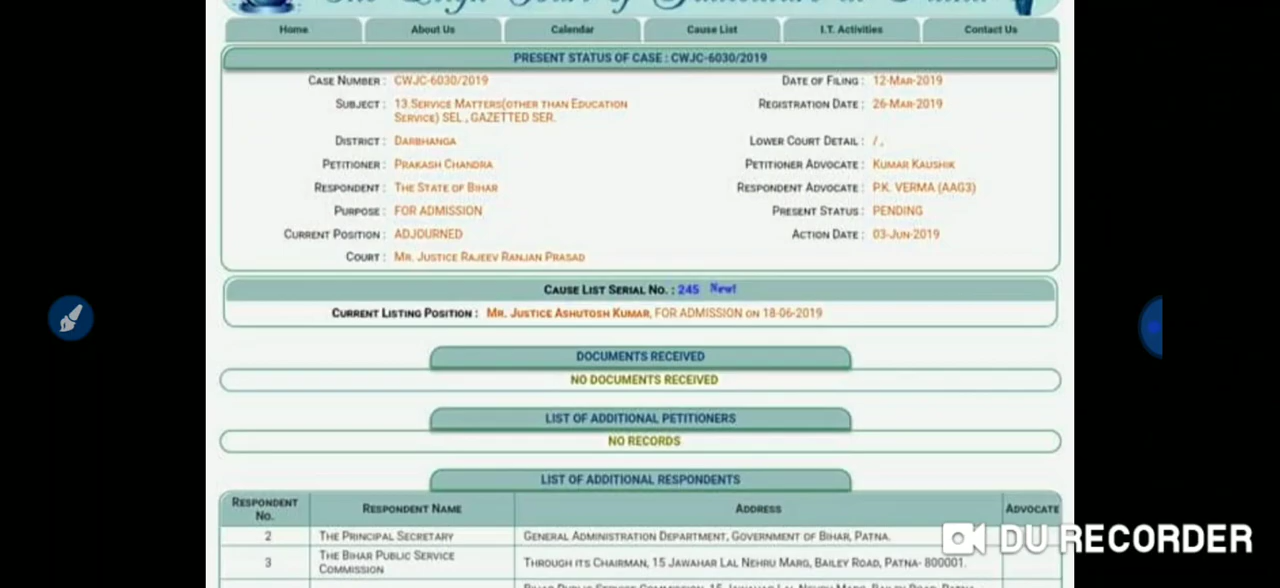 The High Court of Judicature at Patna
Home About Us Calendar Cause List I.T. Activities Contact Us
PRESENT STATUS OF CASE : CWJC-6030/2019
CASE NUMBER : CWJC-6030/2019 DATE OF FILING : 12-MAR-2019
SUBJECT : 13.SERVICE MATTERS(OTHER THAN EDUCATION REGISTRATION DATE : 26-MAR-2019
SERVICE) SEL., GAZETTED SER.
DISTRICT : DARBHANGA LOWER COURT DETAIL : / ,
PETITIONER : PRAKASH CHANDRA PETITIONER ADVOCATE : KUMAR KAUSHIK
RESPONDENT : THE STATE OF BIHAR RESPONDENT ADVOCATE : P.K. VERMA (AAG3)
PURPOSE : FOR ADMISSION PRESENT STATUS : PENDING
CURRENT POSITION : ADJOURNED ACTION DATE : 03-JUN-2019
COURT : MR. JUSTICE RAJEEV RANJAN PRASAD
CAUSE LIST SERIAL NO. : 245 New!
CURRENT LISTING POSITION : MR. JUSTICE ASHUTOSH KUMAR, FOR ADMISSION ON 18-06-2019
DOCUMENTS RECEIVED
NO DOCUMENTS RECEIVED
LIST OF ADDITIONAL PETITIONERS
NO RECORDS
LIST OF ADDITIONAL RESPONDENTS
RESPONDENT NO. RESPONDENT NAME ADDRESS ADVOCATE
2 THE PRINCIPAL SECRETARY GENERAL ADMINISTRATION DEPARTMENT, GOVERNMENT OF BIHAR, PATNA.
3 THE BIHAR PUBLIC SERVICE COMMISSION THROUGH ITS CHAIRMAN, 15 JAWAHAR LAL NEHRU MARG, BAILEY ROAD, PATNA- 800001.
DU RECORDER